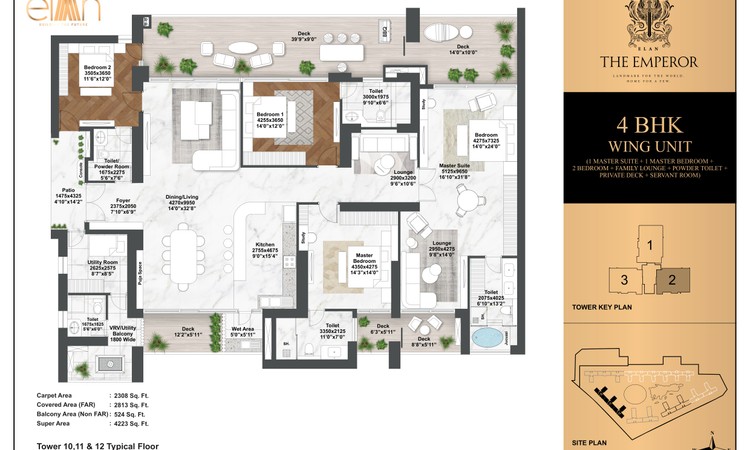 elan
Deck
39'9"x9'0"
BBQ
Deck
14'0"x10'0"
Bedroom 2
3505x3650
11'6"x12'0"
Bedroom 1
4255x3650
14'0"x12'0"
Toilet
3000x1975
9'10"x6'6"
Study
Bedroom
4275x7325
14'0"x24'0"
Toilet/
Powder Room
1675x2275
5'6"x7'6"
Console
Lounge
2900x3200
9'6"x10'6"
Master Suite
5125x9650
16'10"x31'8"
Patio
1475x4325
4'10"x14'2"
Foyer
2375x2050
7'10"x6'9"
Dining/Living
4270x9950
14'0"x32'8"
Utility Room
2625x2575
8'7"x8'5"
Puja Space
Kitchen
2755x4675
9'0"x15'4"
Study
Master
Bedroom
4350x4275
14'3"x14'0"
Lounge
2950x4275
9'8"x14'0"
Toilet
2075x4025
6'10"x13'2"
Toilet
1675x1825
5'6"x6'0"
VRV/Utility
Balcony
1800 Wide
Deck
12'2"x5'11"
Wet Area
5'0"x5'11"
SK.
Toilet
3350x2125
11'0"x7'0"
Deck
8'3"x5'11"
Deck
8'8"x5'11"
SK.
Jacuzzi
Carpet Area : 2308 Sq. Ft.
Covered Area (FAR) : 2813 Sq. Ft.
Balcony Area (Non FAR) : 524 Sq. Ft.
Super Area : 4223 Sq. Ft.
Tower 10,11 & 12 Typical Floor
ELAN
THE EMPEROR
LANDMARK FOR THE WORLD.
HOME FOR A FEW.
4 BHK
WING UNIT
(1 MASTER SUITE + 1 MASTER BEDROOM +
2 BEDROOM + FAMILY LOUNGE + POWDER TOILET +
PRIVATE DECK + SERVANT ROOM)
1
3
2
TOWER KEY PLAN
SITE PLAN